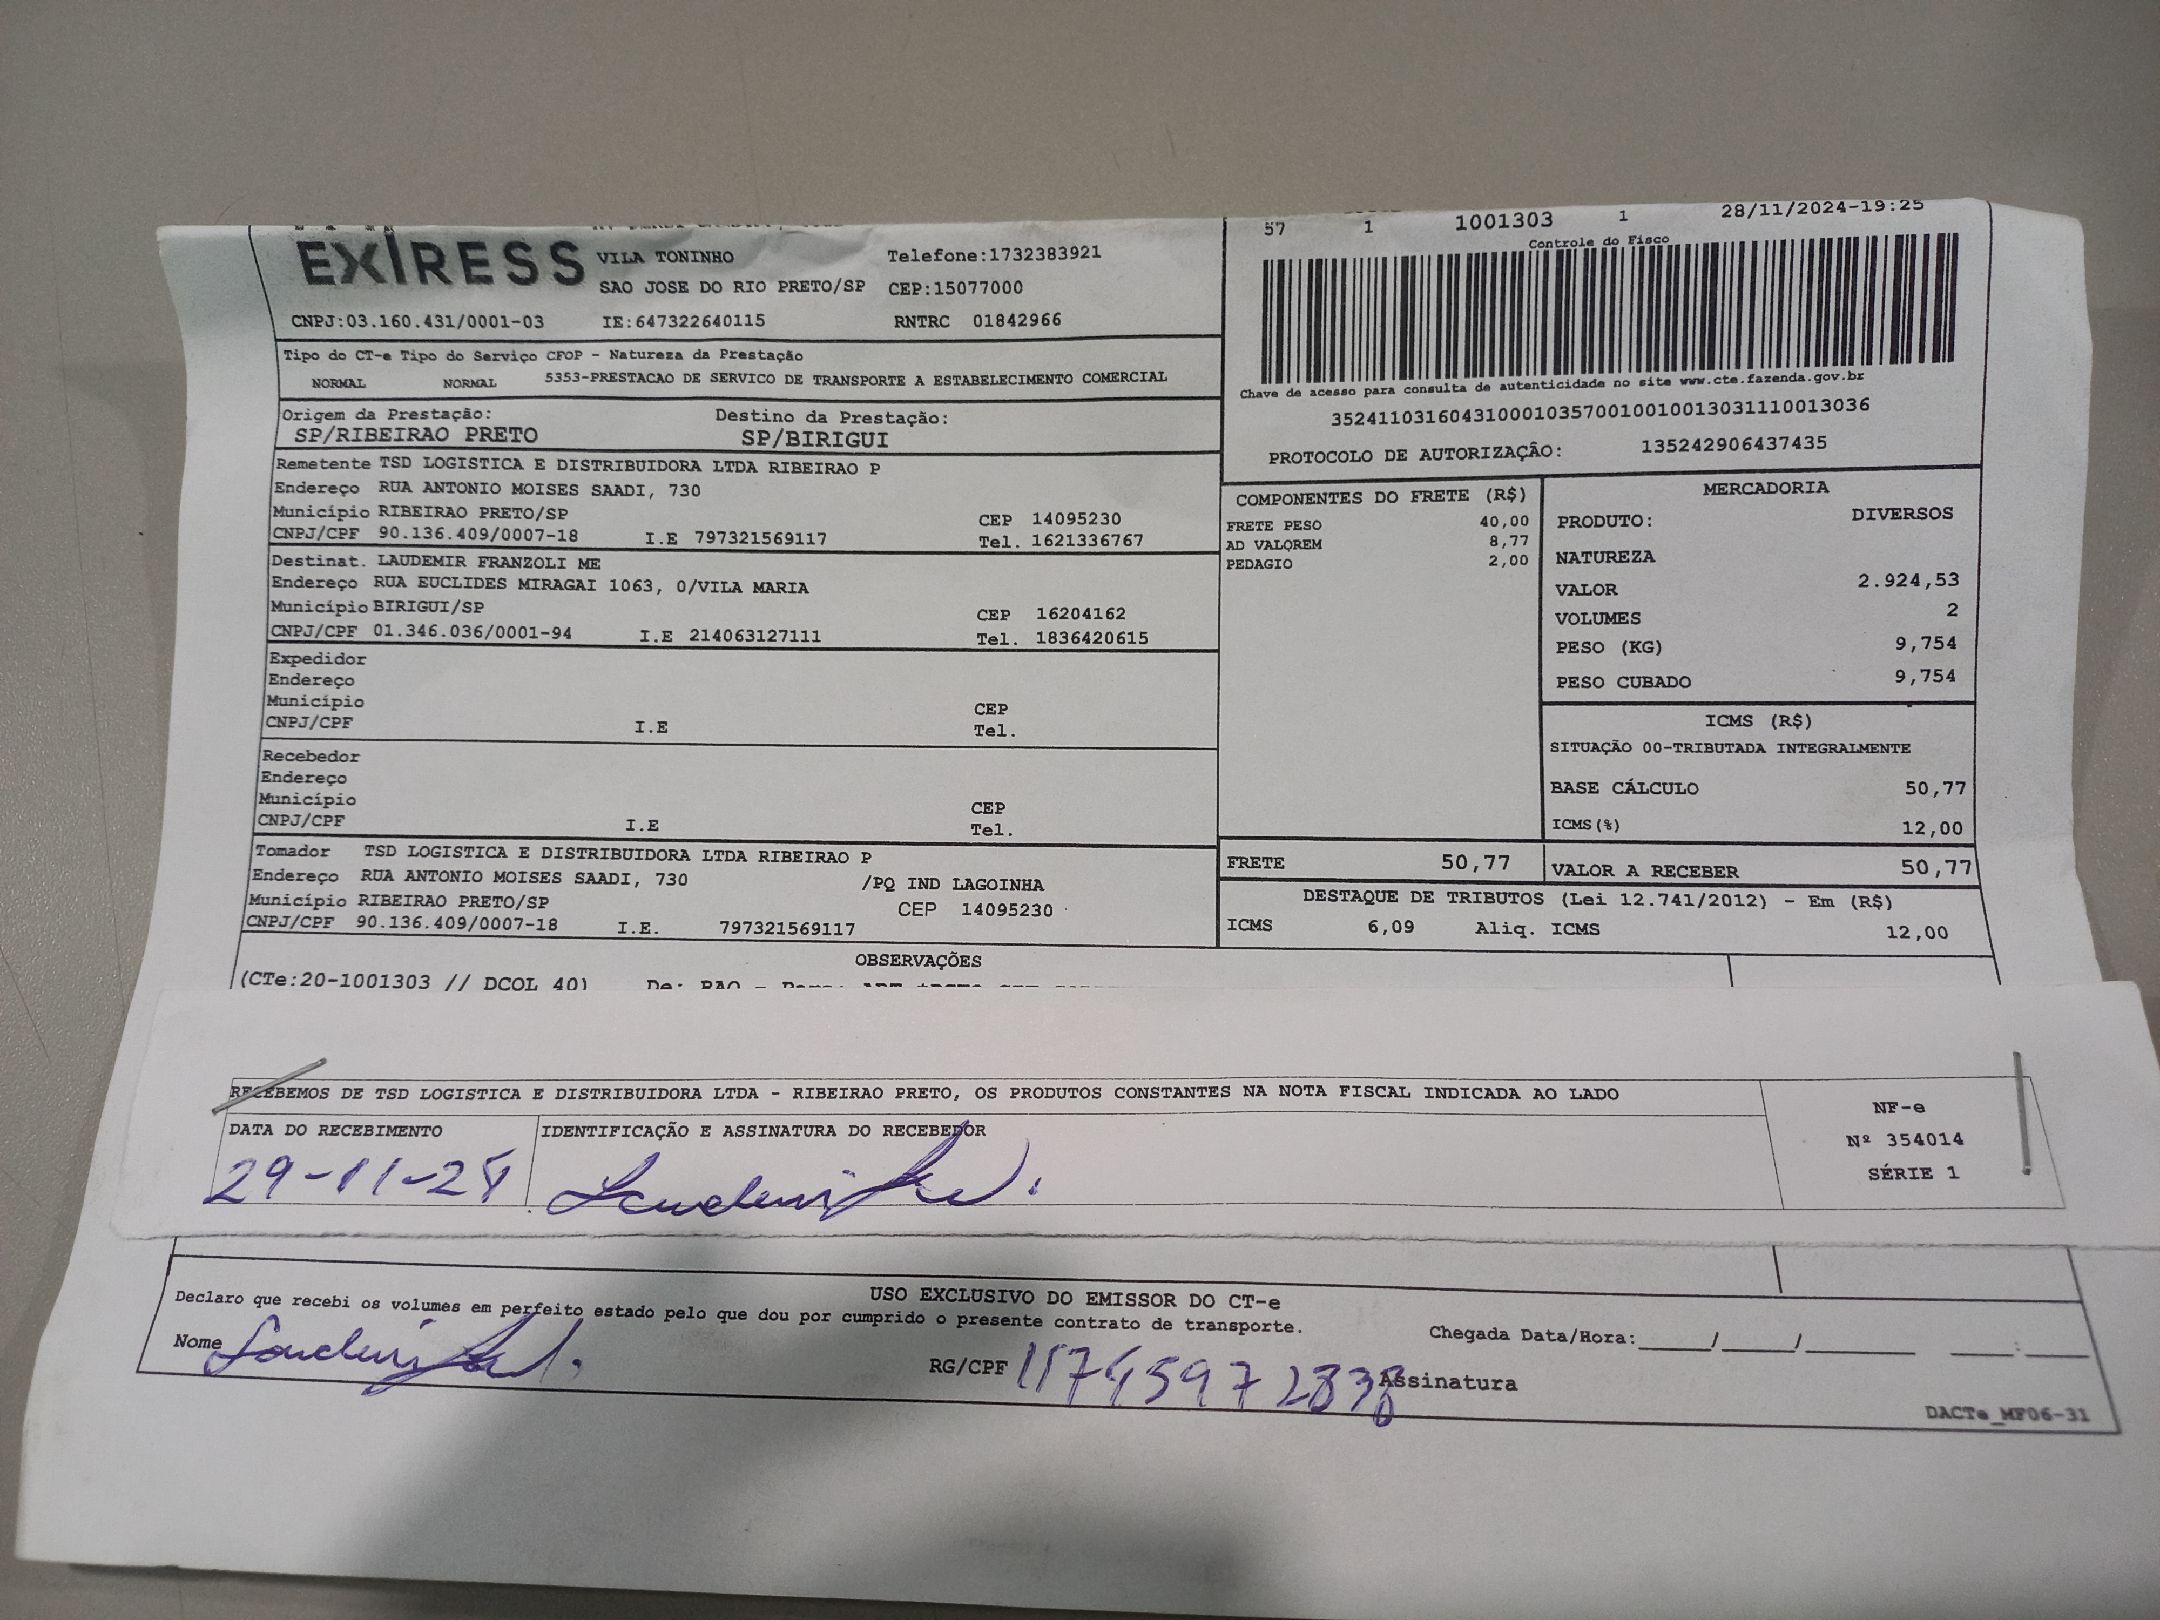 57 1 1001303 1 28/11/2024-19:25
EXIRESS
VILA TONINHO Telefone:1732383921
SAO JOSE DO RIO PRETO/SP CEP:15077000
CNPJ:03.160.431/0001-03 IE:647322640115 RNTRC 01842966
Controle do Fisco
Tipo do CT-e Tipo do Serviço CFOP - Natureza da Prestação
NORMAL NORMAL 5353-PRESTACAO DE SERVICO DE TRANSPORTE A ESTABELECIMENTO COMERCIAL
Chave de acesso para consulta de autenticidade no site www.cte.fazenda.gov.br
35241103160431000103570010010013031110013036
PROTOCOLO DE AUTORIZAÇÃO: 135242906437435
Origem da Prestação: Destino da Prestação:
SP/RIBEIRAO PRETO SP/BIRIGUI
Remetente TSD LOGISTICA E DISTRIBUIDORA LTDA RIBEIRAO P
Endereço RUA ANTONIO MOISES SAADI, 730
Município RIBEIRAO PRETO/SP CEP 14095230
CNPJ/CPF 90.136.409/0007-18 I.E 797321569117 Tel. 1621336767
Destinat. LAUDEMIR FRANZOLI ME
Endereço RUA EUCLIDES MIRAGAI 1063, 0/VILA MARIA
Município BIRIGUI/SP CEP 16204162
CNPJ/CPF 01.346.036/0001-94 I.E 214063127111 Tel. 1836420615
Expedidor
Endereço
Município CEP
CNPJ/CPF I.E Tel.
Recebedor
Endereço
Município CEP
CNPJ/CPF I.E Tel.
Tomador TSD LOGISTICA E DISTRIBUIDORA LTDA RIBEIRAO P
Endereço RUA ANTONIO MOISES SAADI, 730 /PQ IND LAGOINHA
Município RIBEIRAO PRETO/SP CEP 14095230
CNPJ/CPF 90.136.409/0007-18 I.E. 797321569117
COMPONENTES DO FRETE (R$)
FRETE PESO 40,00
AD VALOREM 8,77
PEDAGIO 2,00
MERCADORIA
PRODUTO: DIVERSOS
NATUREZA
VALOR 2.924,53
VOLUMES 2
PESO (KG) 9,754
PESO CUBADO 9,754
ICMS (R$)
SITUAÇÃO 00-TRIBUTADA INTEGRALMENTE
BASE CÁLCULO 50,77
ICMS(%) 12,00
FRETE 50,77 VALOR A RECEBER 50,77
DESTAQUE DE TRIBUTOS (Lei 12.741/2012) - Em (R$)
ICMS 6,09 Aliq. ICMS 12,00
OBSERVAÇÕES
(CTe:20-1001303 // DCOL 40)
RECEBEMOS DE TSD LOGISTICA E DISTRIBUIDORA LTDA - RIBEIRAO PRETO, OS PRODUTOS CONSTANTES NA NOTA FISCAL INDICADA AO LADO
DATA DO RECEBIMENTO IDENTIFICAÇÃO E ASSINATURA DO RECEBEDOR
29-11-24
NF-e
Nº 354014
SÉRIE 1
USO EXCLUSIVO DO EMISSOR DO CT-e
Declaro que recebi os volumes em perfeito estado pelo que dou por cumprido o presente contrato de transporte.
Nome RG/CPF 11745972838 Assinatura
Chegada Data/Hora:_____/_____/_______ ____:____
DACTe_MF06-31